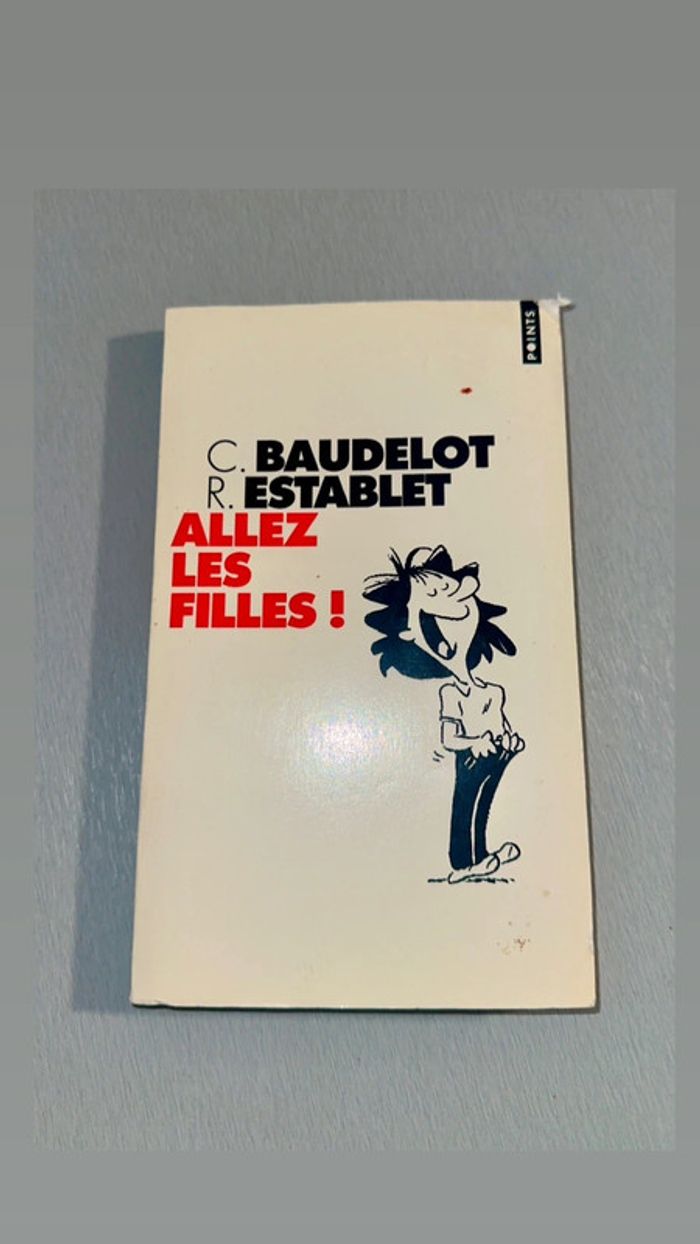 POINTS
C. BAUDELOT
R. ESTABLET
ALLEZ
LES
FILLES !